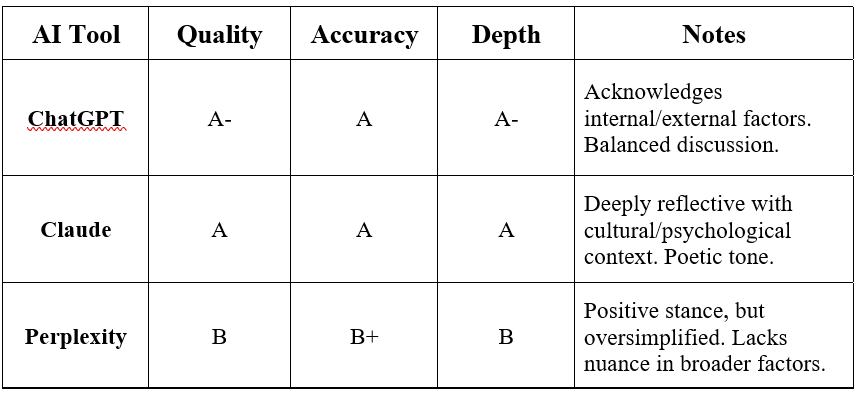 AI Tool Quality Accuracy Depth Notes
ChatGPT A- A A- Acknowledges
internal/external factors.
Balanced discussion.
Claude A A A Deeply reflective with
cultural/psychological
context. Poetic tone.
Perplexity B B+ B Positive stance, but
oversimplified. Lacks
nuance in broader factors.